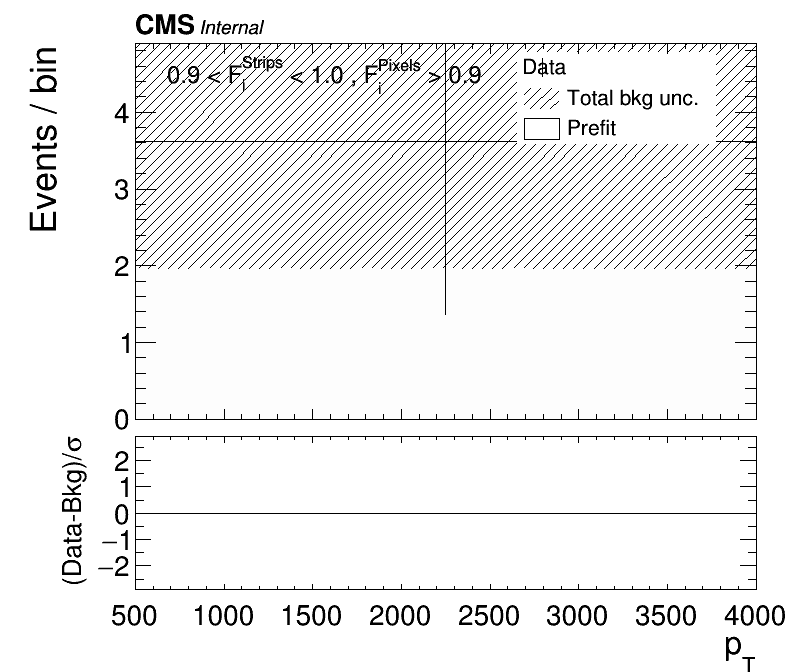 CMS Internal
Events / bin
0.9 < F_i^Strips < 1.0 , F_i^Pixels > 0.9
Data
Total bkg unc.
Prefit
4
3
2
1
0
(Data-Bkg)/σ
2
1
0
−1
−2
500 1000 1500 2000 2500 3000 3500 4000
p_T